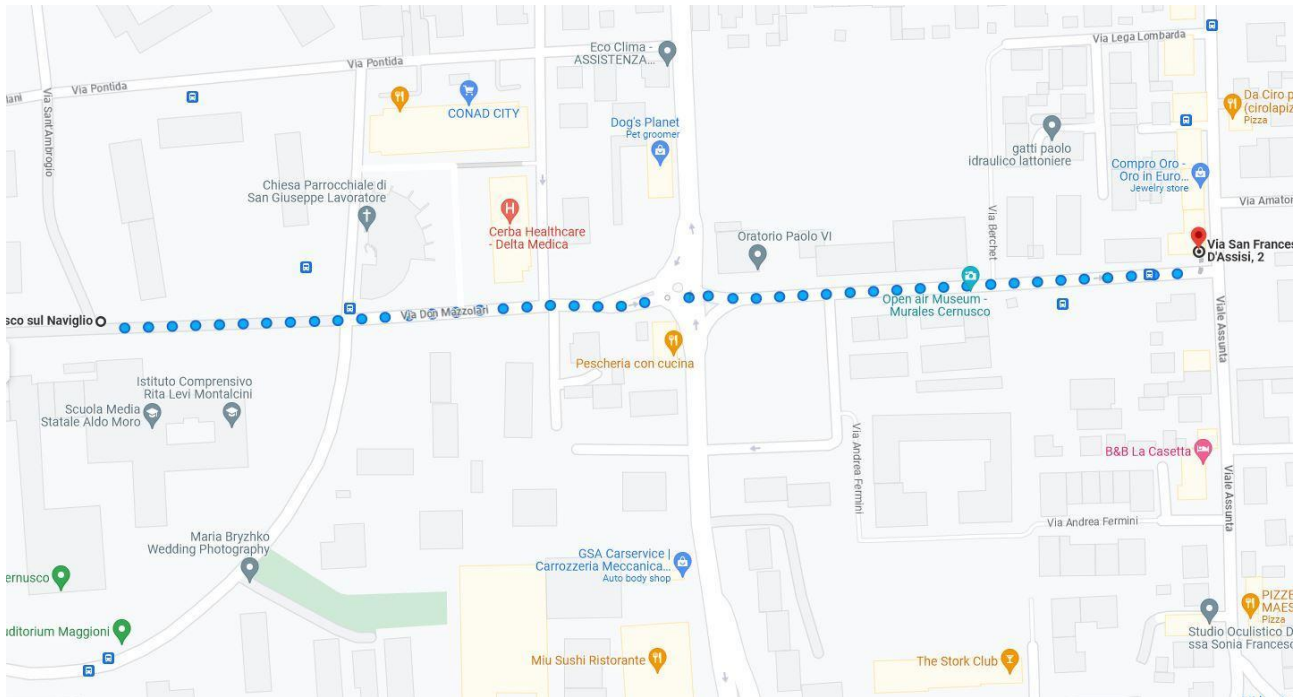 Via Lega Lombarda
Eco Clima -
ASSISTENZA...
Via Pontida
Via Pontida
Via Sant'Ambrogio
CONAD CITY
Da Ciro p
(cirolapiz
Pizza
Dog's Planet
Pet groomer
gatti paolo
idraulico lattoniere
Compro Oro -
Oro in Euro...
Jewelry store
Chiesa Parrocchiale di
San Giuseppe Lavoratore
Via Amator
Via Berchet
H
Cerba Healthcare
- Delta Medica
Oratorio Paolo VI
Via San Frances
D'Assisi, 2
Open air Museum -
Murales Cernusco
Via Don Mazzolari
sco sul Naviglio
Viale Assunta
Pescheria con cucina
Istituto Comprensivo
Rita Levi Montalcini
Scuola Media
Statale Aldo Moro
Via Andrea Fermini
B&B La Casetta
Viale Assunta
Via Andrea Fermini
Maria Bryzhko
Wedding Photography
GSA Carservice |
Carrozzeria Meccanica...
Auto body shop
ernusco
PIZZE
MAES
Pizza
uditorium Maggioni
Studio Oculistico D
ssa Sonia Francesc
Miu Sushi Ristorante
The Stork Club